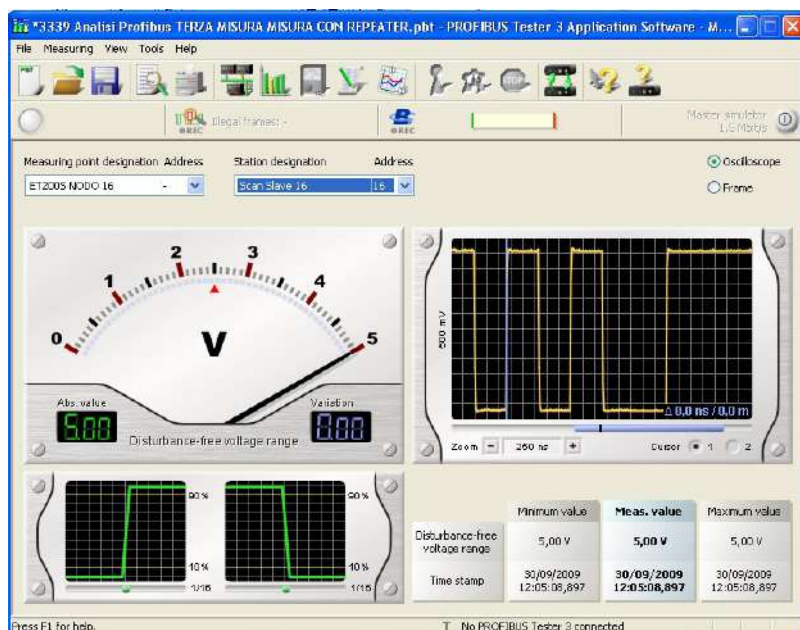 *3339 Analisi Profibus TERZA MISURA MISURA CON REPEATER.pbt - PROFIBUS Tester 3 Application Software - M...
File Measuring View Tools Help
REC Illegal frames: -
REC
Master simulator
1,5 Mbit/s
Measuring point designation Address Station designation Address
ET200S NODO 16 - Scan Slave 16 16
Oscilloscope
Frame
0 1 2 3 4 5
V
Abs. value Variation
5.00 0.00
Disturbance-free voltage range
500 mV
Δ 0,0 ns / 0,0 m
Zoom - 260 ns + Cursor 1 2
90% 90%
10% 10%
1/16 1/16
Minimum value Meas. value Maximum value
Disturbance-free voltage range 5,00 V 5,00 V 5,00 V
Time stamp 30/09/2009 12:05:08,897 30/09/2009 12:05:08,897 30/09/2009 12:05:08,897
Press F1 for help. No PROFIBUS Tester 3 connected